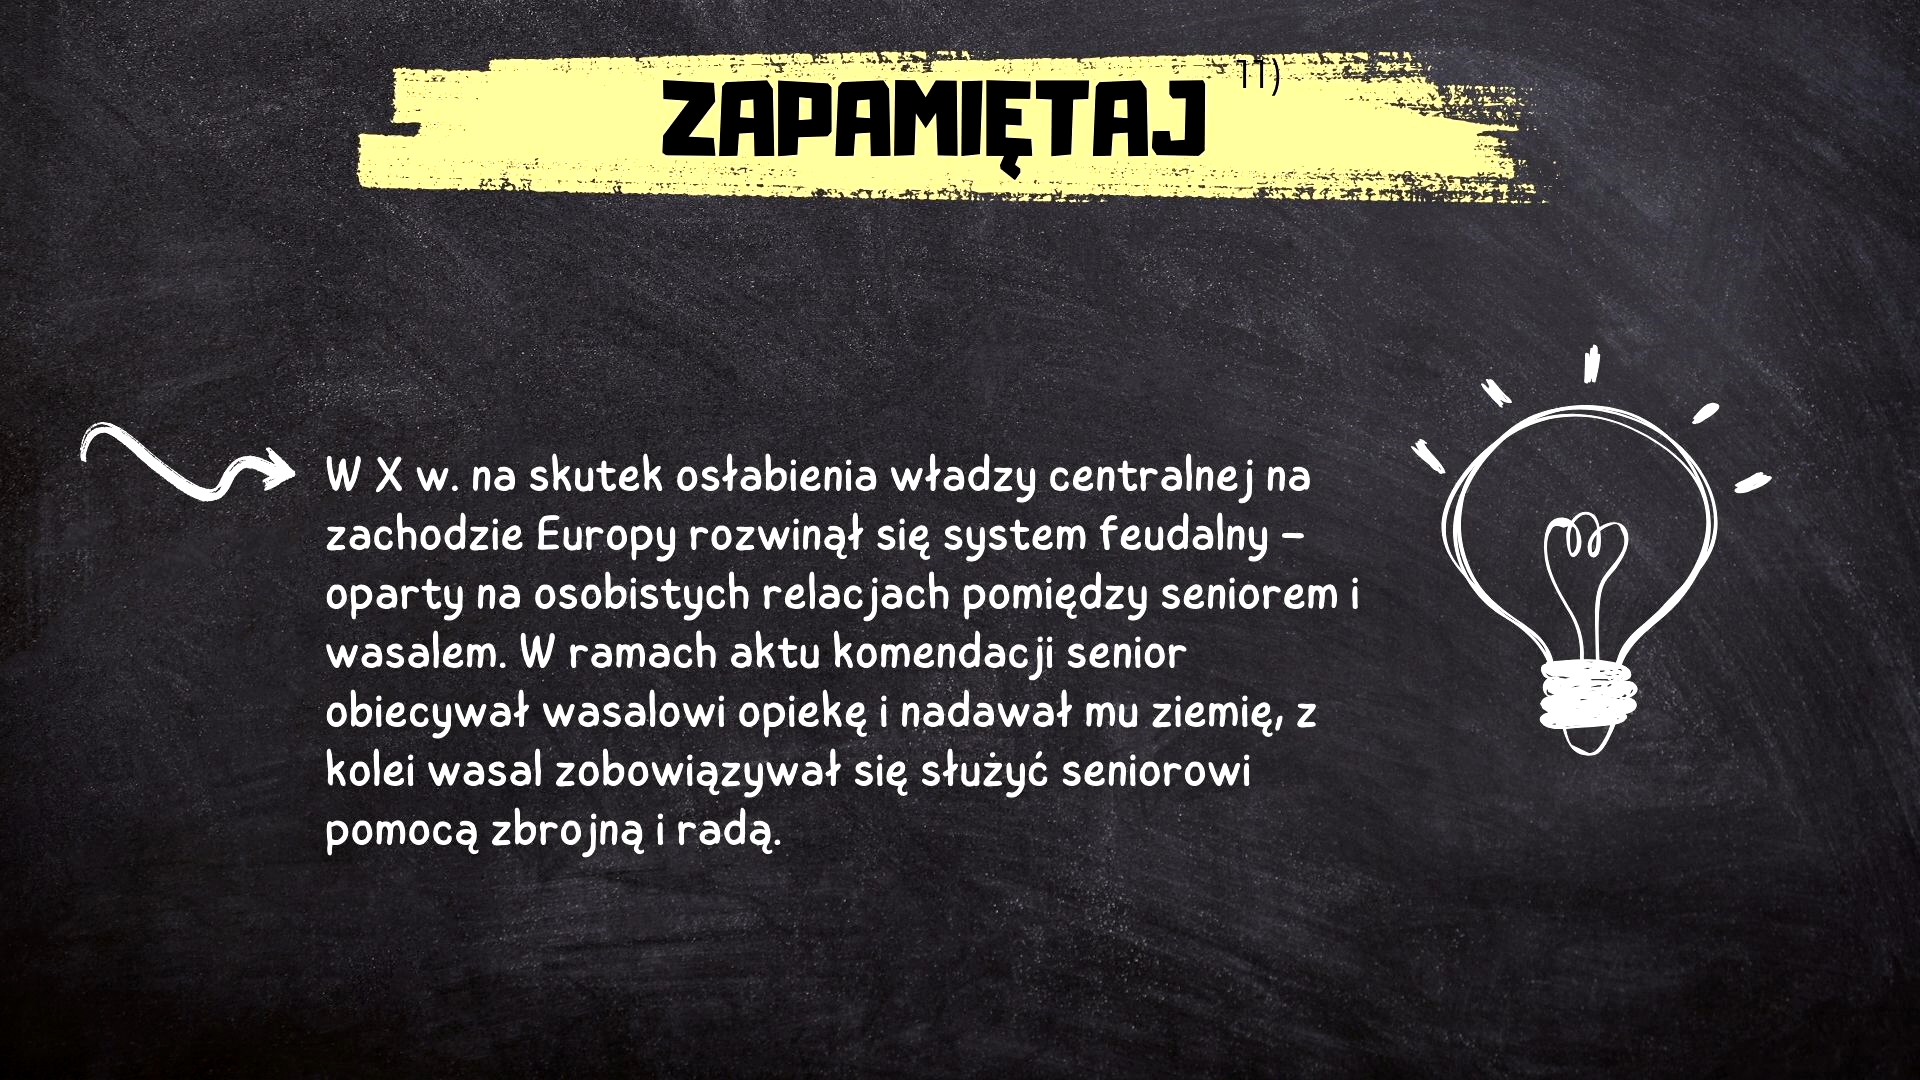 ZAPAMIĘTAJ 11)
W X w. na skutek osłabienia władzy centralnej na
zachodzie Europy rozwinął się system feudalny –
oparty na osobistych relacjach pomiędzy seniorem i
wasalem. W ramach aktu komendacji senior
obiecywał wasalowi opiekę i nadawał mu ziemię, z
kolei wasal zobowiązywał się służyć seniorowi
pomocą zbrojną i radą.